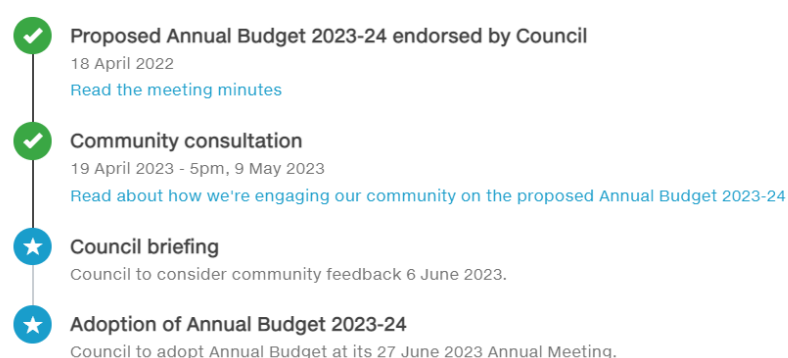 Proposed Annual Budget 2023-24 endorsed by Council
18 April 2022
Read the meeting minutes
Community consultation
19 April 2023 - 5pm, 9 May 2023
Read about how we're engaging our community on the proposed Annual Budget 2023-24
Council briefing
Council to consider community feedback 6 June 2023.
Adoption of Annual Budget 2023-24
Council to adopt Annual Budget at its 27 June 2023 Annual Meeting.